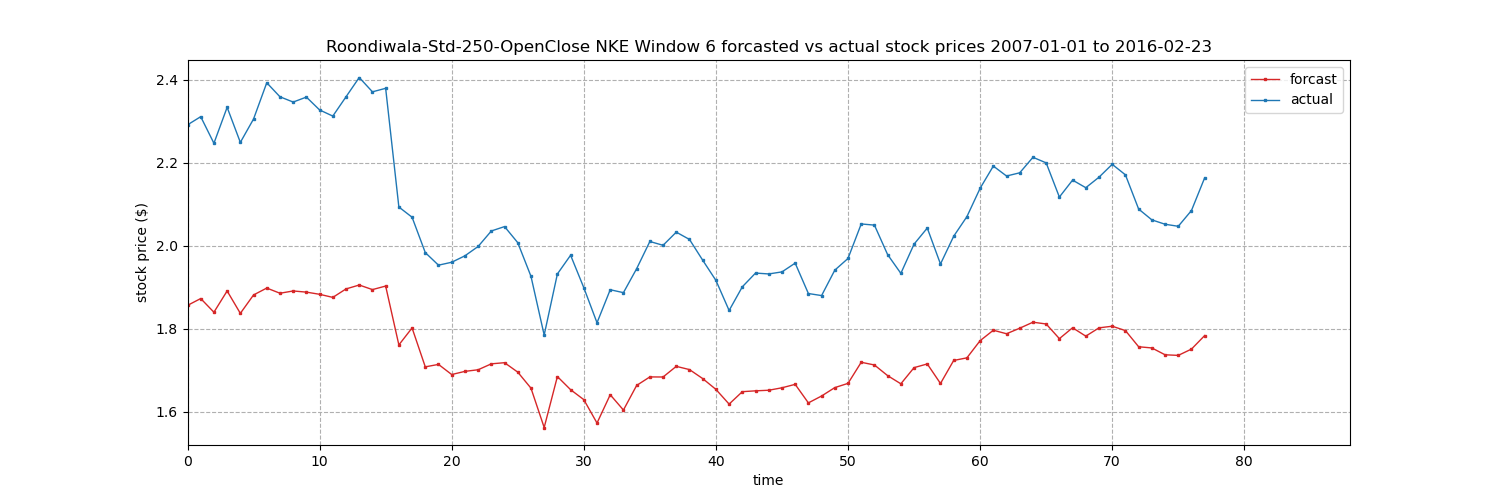 Roondiwala-Std-250-OpenClose NKE Window 6 forcasted vs actual stock prices 2007-01-01 to 2016-02-23
forcast
actual
stock price ($)
2.4
2.2
2.0
1.8
1.6
0 10 20 30 40 50 60 70 80
time